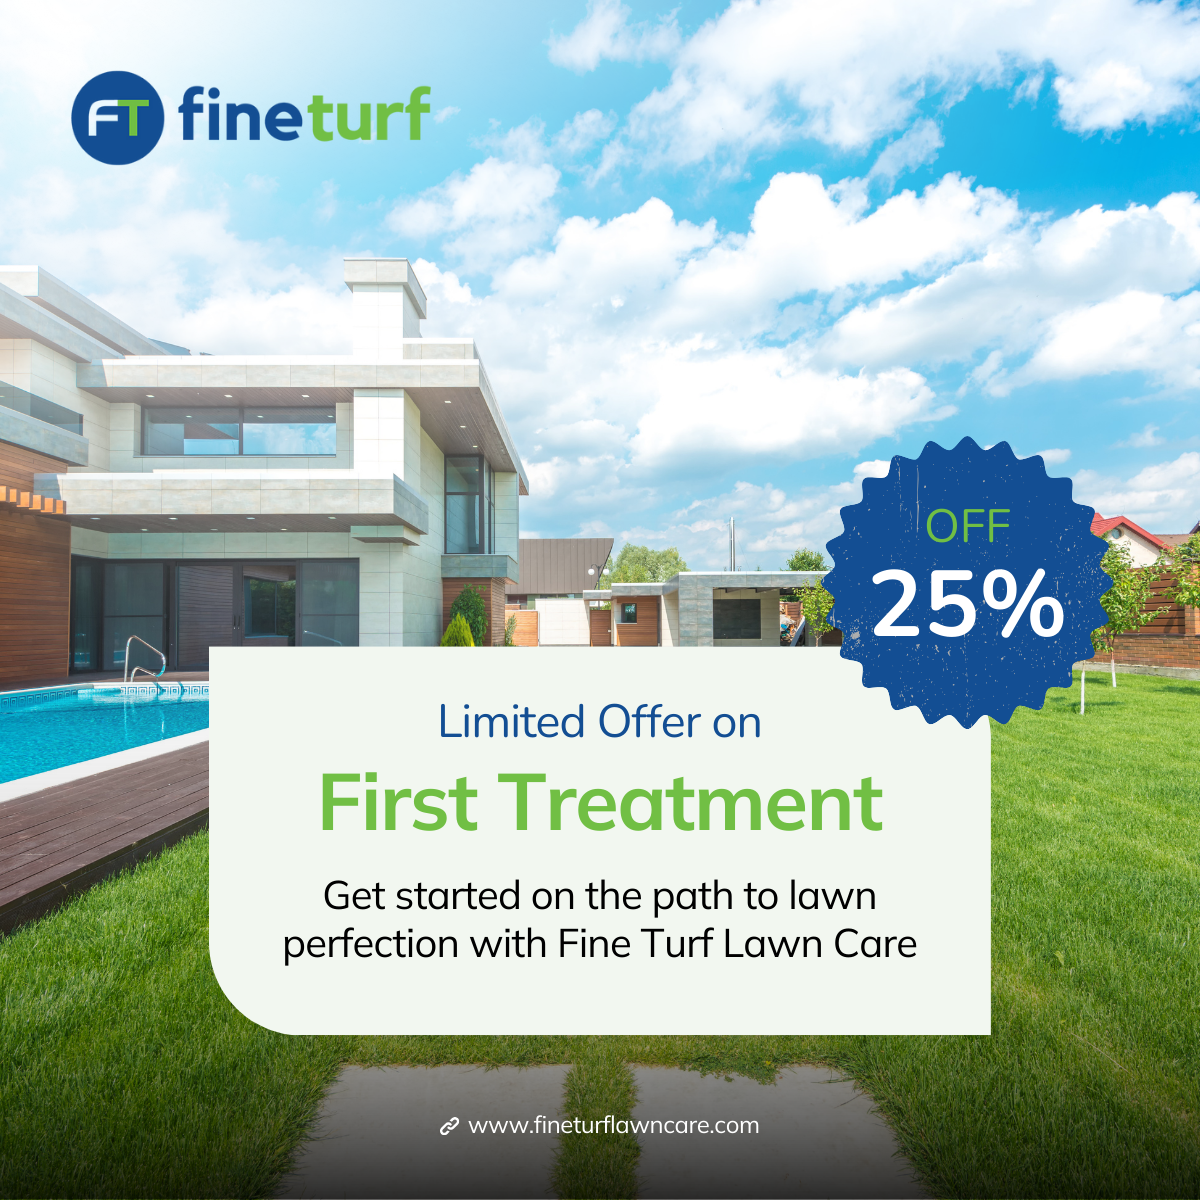 FT fineturf
OFF
25%
Limited Offer on
First Treatment
Get started on the path to lawn
perfection with Fine Turf Lawn Care
www.fineturflawncare.com